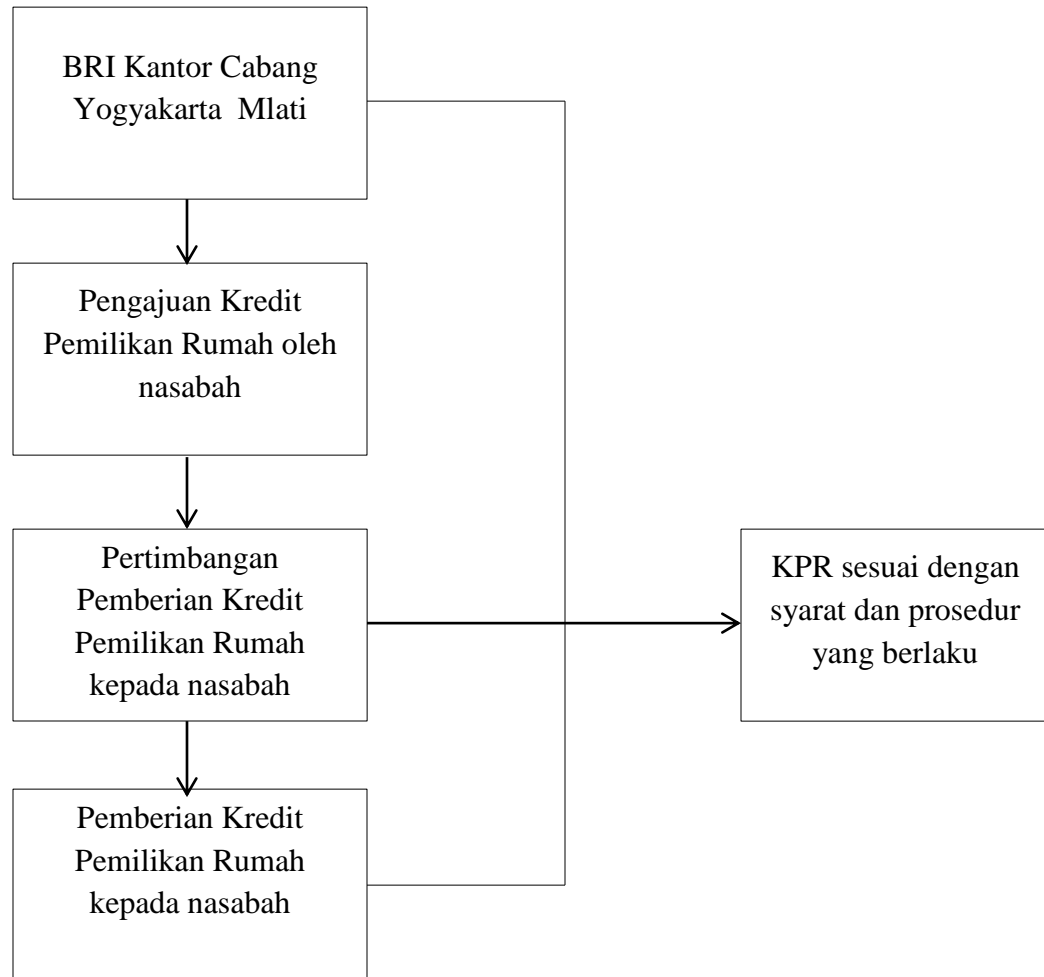 BRI Kantor Cabang
Yogyakarta Mlati
Pengajuan Kredit
Pemilikan Rumah oleh
nasabah
Pertimbangan
Pemberian Kredit
Pemilikan Rumah
kepada nasabah
KPR sesuai dengan
syarat dan prosedur
yang berlaku
Pemberian Kredit
Pemilikan Rumah
kepada nasabah